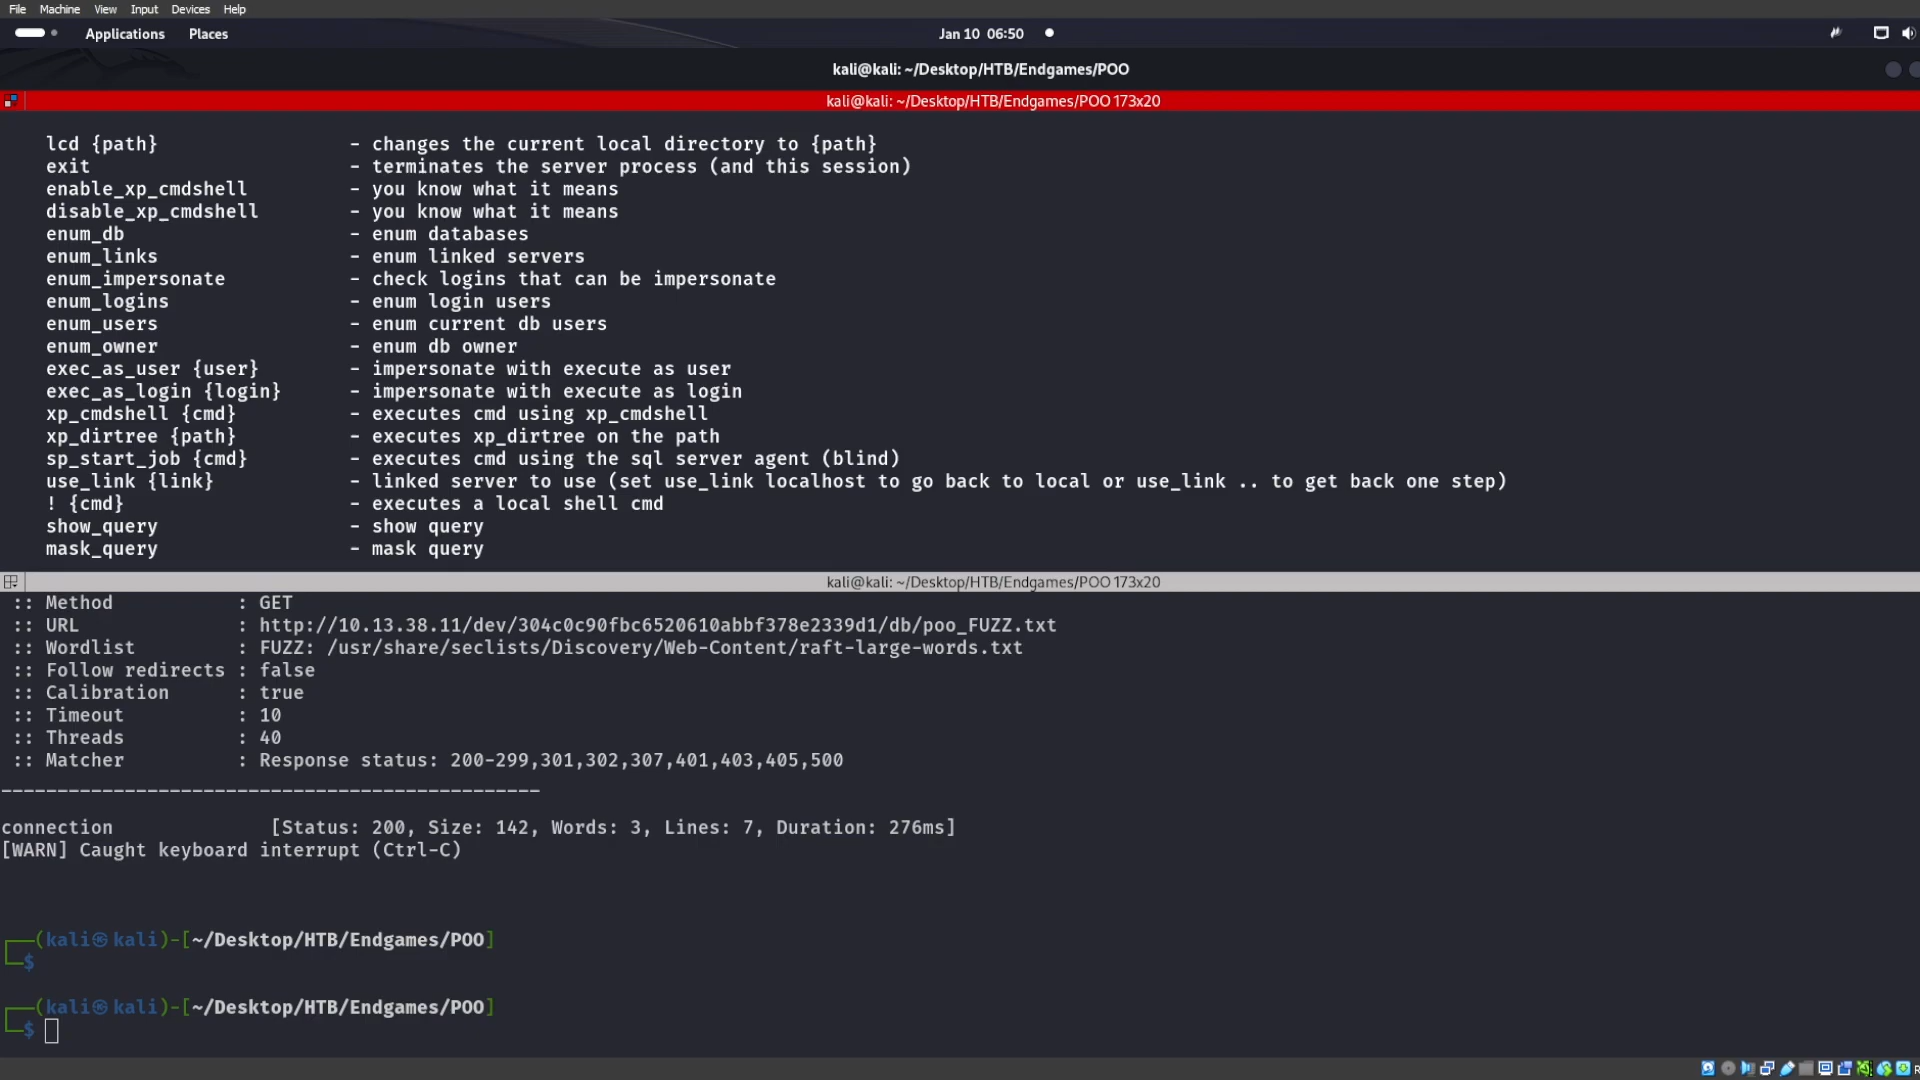 File Machine View Input Devices Help
Applications Places Jan 10 06:50
kali@kali: ~/Desktop/HTB/Endgames/POO
kali@kali: ~/Desktop/HTB/Endgames/POO 173x20
lcd {path} - changes the current local directory to {path}
exit - terminates the server process (and this session)
enable_xp_cmdshell - you know what it means
disable_xp_cmdshell - you know what it means
enum_db - enum databases
enum_links - enum linked servers
enum_impersonate - check logins that can be impersonate
enum_logins - enum login users
enum_users - enum current db users
enum_owner - enum db owner
exec_as_user {user} - impersonate with execute as user
exec_as_login {login} - impersonate with execute as login
xp_cmdshell {cmd} - executes cmd using xp_cmdshell
xp_dirtree {path} - executes xp_dirtree on the path
sp_start_job {cmd} - executes cmd using the sql server agent (blind)
use_link {link} - linked server to use (set use_link localhost to go back to local or use_link .. to get back one step)
! {cmd} - executes a local shell cmd
show_query - show query
mask_query - mask query
kali@kali: ~/Desktop/HTB/Endgames/POO 173x20
:: Method : GET
:: URL : http://10.13.38.11/dev/304c0c90fbc6520610abbf378e2339d1/db/poo_FUZZ.txt
:: Wordlist : FUZZ: /usr/share/seclists/Discovery/Web-Content/raft-large-words.txt
:: Follow redirects : false
:: Calibration : true
:: Timeout : 10
:: Threads : 40
:: Matcher : Response status: 200-299,301,302,307,401,403,405,500
________________________________________________
connection [Status: 200, Size: 142, Words: 3, Lines: 7, Duration: 276ms]
[WARN] Caught keyboard interrupt (Ctrl-C)
┌──(kali㉿kali)-[~/Desktop/HTB/Endgames/POO]
└─$
┌──(kali㉿kali)-[~/Desktop/HTB/Endgames/POO]
└─$